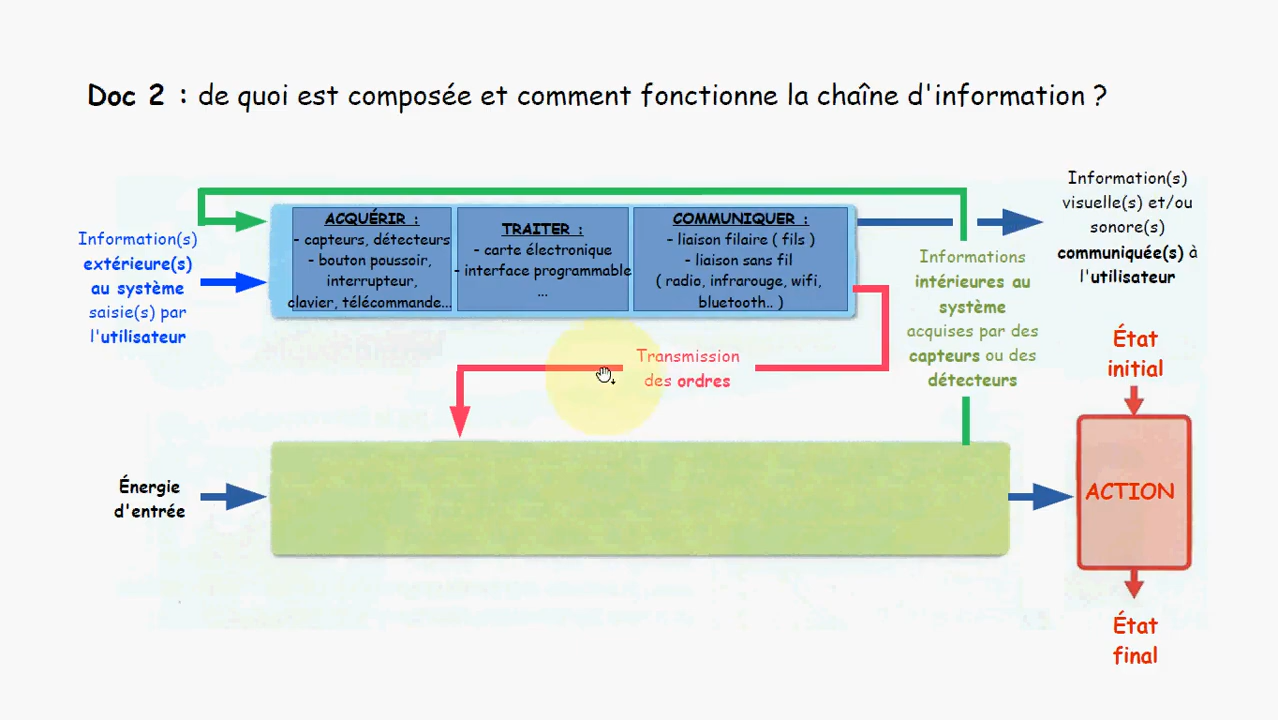 Doc 2 : de quoi est composée et comment fonctionne la chaîne d'information ?
Information(s)
extérieure(s)
au système
saisie(s) par
l'utilisateur
ACQUÉRIR :
- capteurs, détecteurs
- bouton poussoir,
interrupteur,
clavier, télécommande...
TRAITER :
- carte électronique
- interface programmable
...
COMMUNIQUER :
- liaison filaire ( fils )
- liaison sans fil
( radio, infrarouge, wifi,
bluetooth.. )
Information(s)
visuelle(s) et/ou
sonore(s)
communiquée(s) à
l'utilisateur
Informations
intérieures au
système
acquises par des
capteurs ou des
détecteurs
Transmission
des ordres
Énergie
d'entrée
État
initial
ACTION
État
final